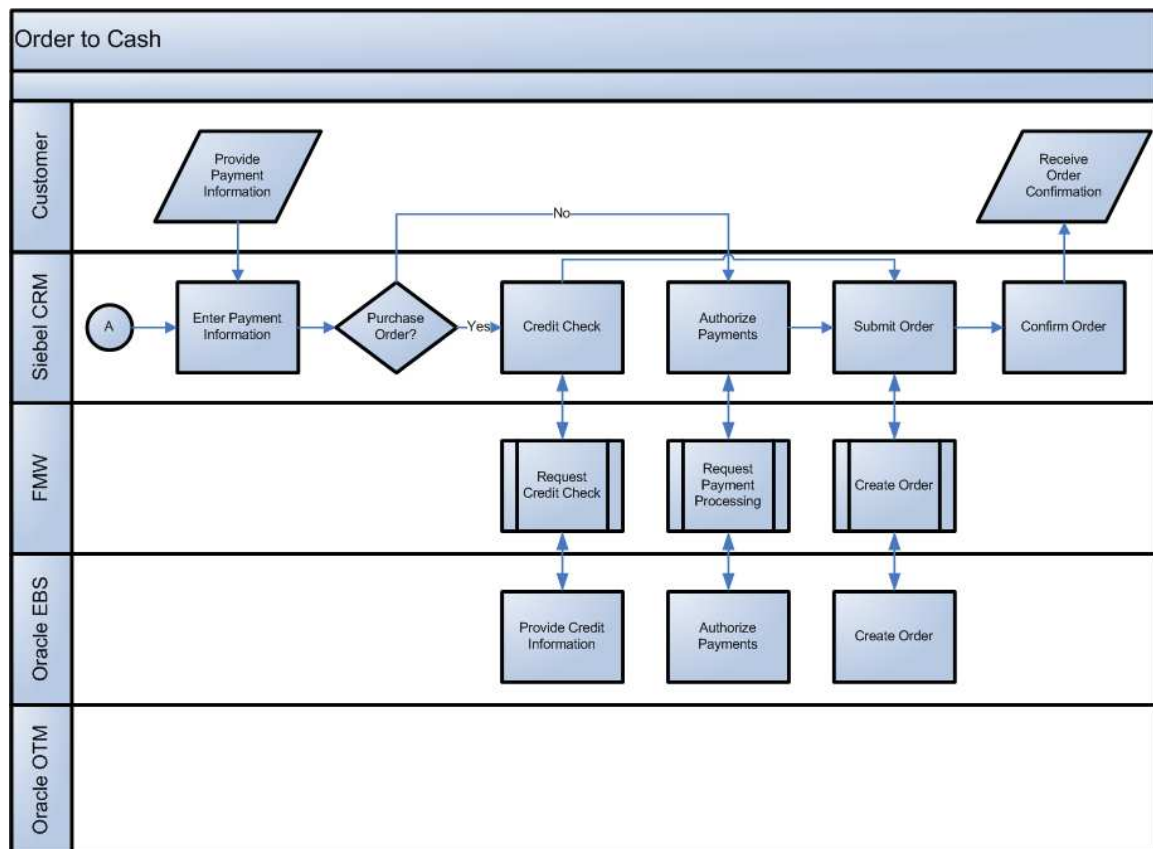 Order to Cash
Customer
Provide
Payment
Information
Receive
Order
Confirmation
No
Siebel CRM
A
Enter Payment
Information
Purchase
Order?
Yes
Credit Check
Authorize
Payments
Submit Order
Confirm Order
FMW
Request
Credit Check
Request
Payment
Processing
Create Order
Oracle EBS
Provide Credit
Information
Authorize
Payments
Create Order
Oracle OTM